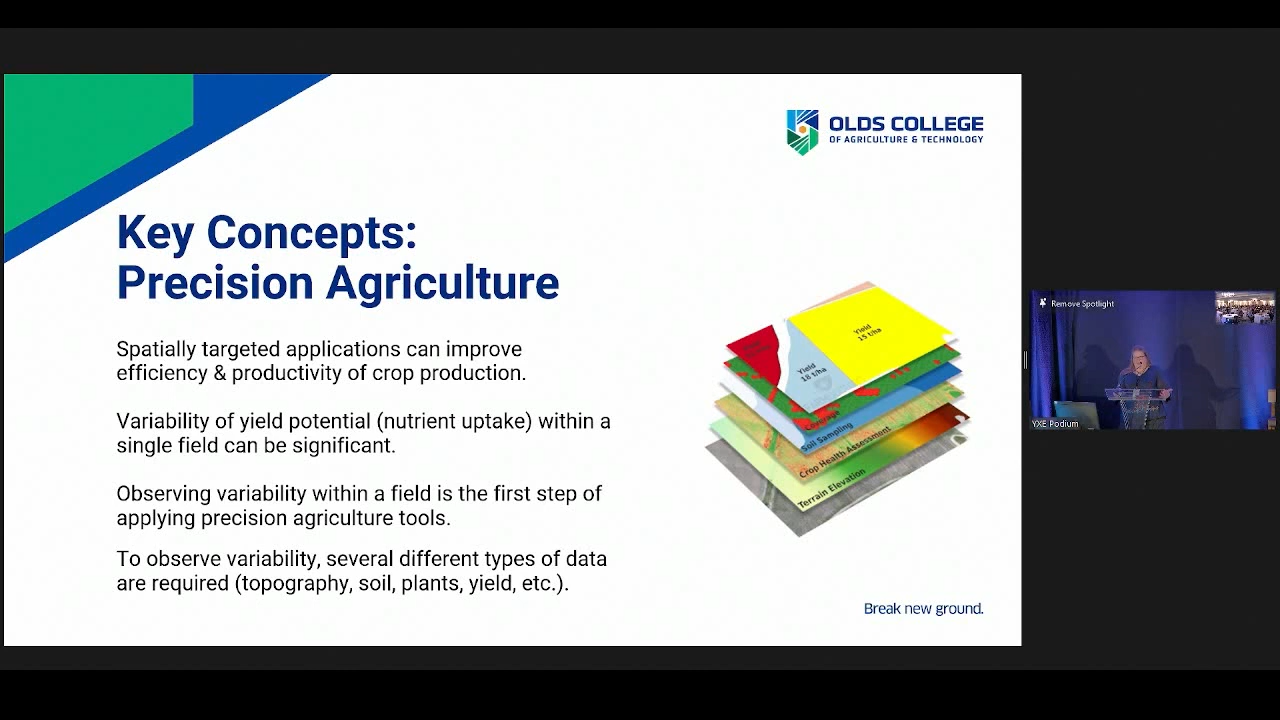 OLDS COLLEGE
OF AGRICULTURE & TECHNOLOGY
Key Concepts:
Precision Agriculture
Spatially targeted applications can improve
efficiency & productivity of crop production.
Variability of yield potential (nutrient uptake) within a
single field can be significant.
Observing variability within a field is the first step of
applying precision agriculture tools.
To observe variability, several different types of data
are required (topography, soil, plants, yield, etc.).
Yield
15 t/ha
Yield
18 t/ha
Soil Sampling
Crop Health Assessment
Terrain Elevation
Break new ground.
Remove Spotlight
YXE Podium